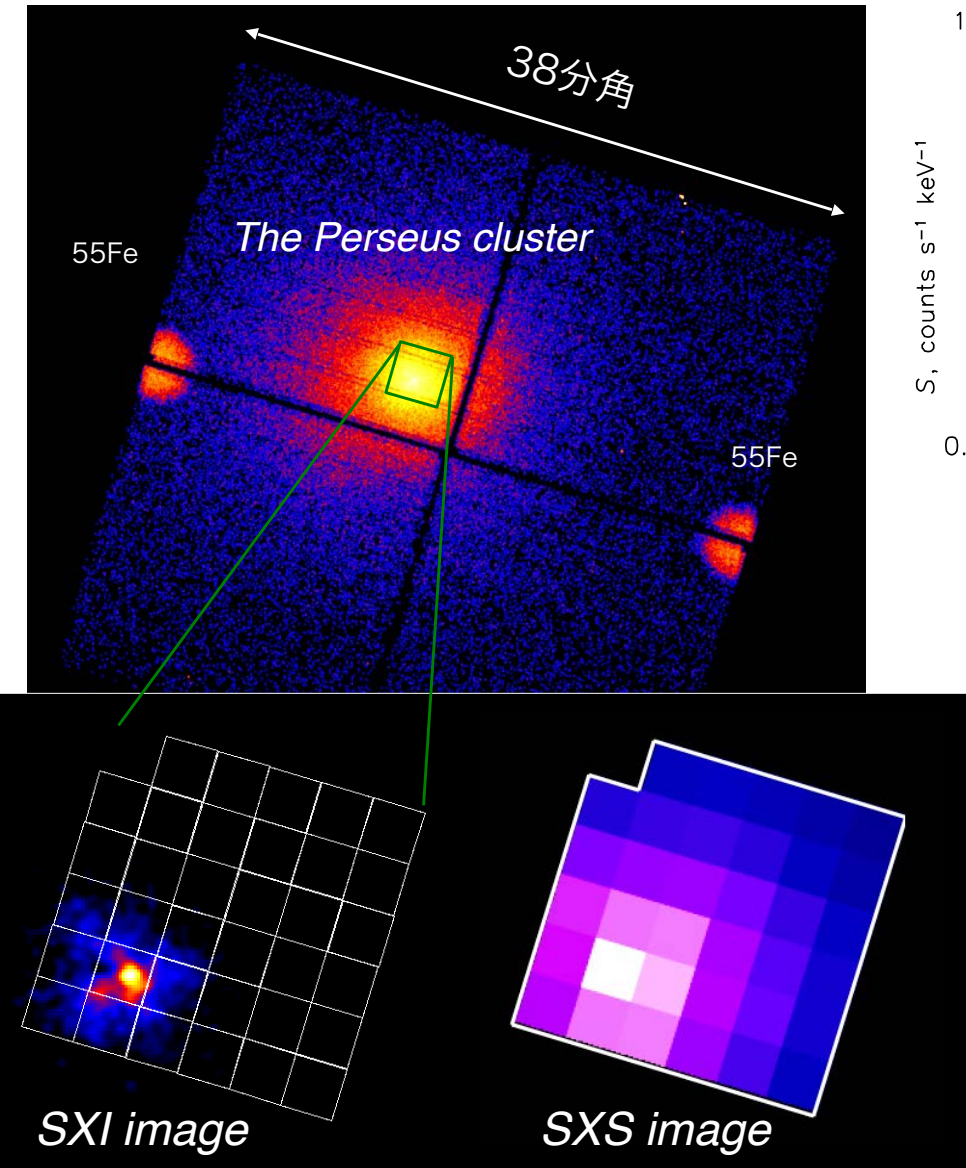 38分角
The Perseus cluster
55Fe
55Fe
S, counts s⁻¹ keV⁻¹
1
0.
SXI image
SXS image